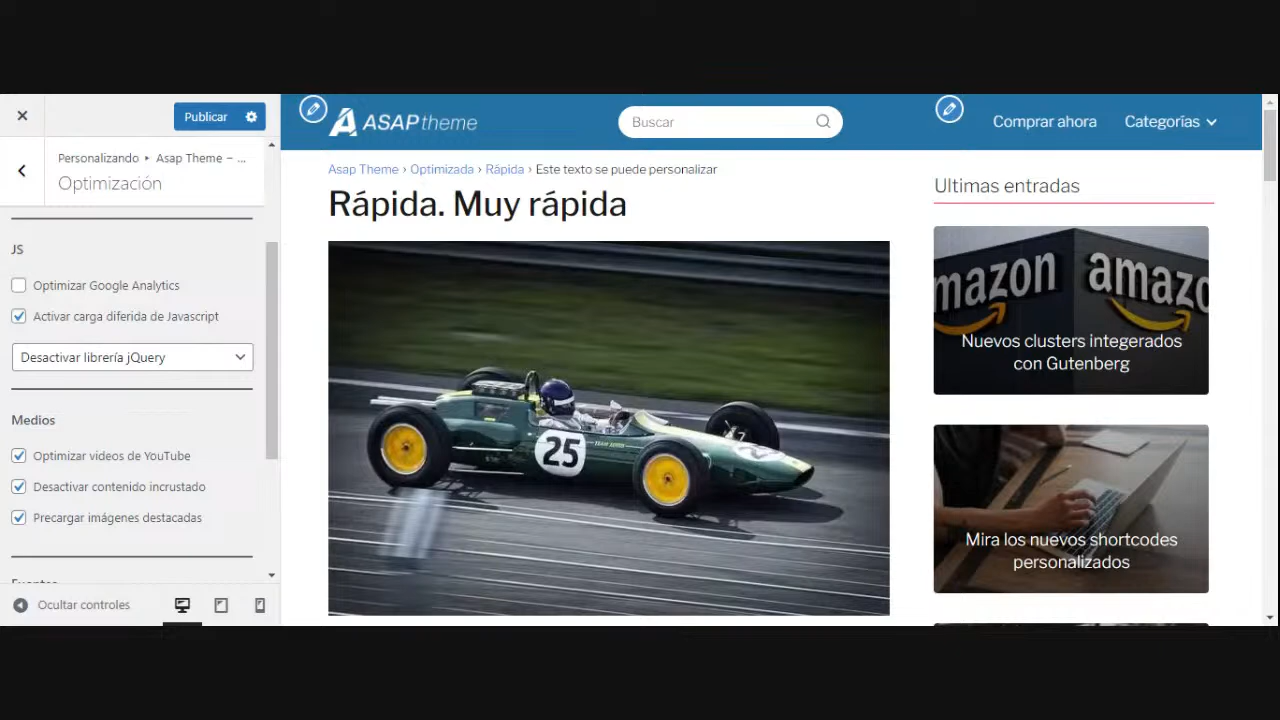 Publicar
Personalizando ▸ Asap Theme – ...
Optimización
JS
Optimizar Google Analytics
Activar carga diferida de Javascript
Desactivar librería jQuery
Medios
Optimizar videos de YouTube
Desactivar contenido incrustado
Precargar imágenes destacadas
Fuentes
Ocultar controles
ASAP theme
Buscar
Comprar ahora
Categorías
Asap Theme › Optimizada › Rápida › Este texto se puede personalizar
Rápida. Muy rápida
25
Ultimas entradas
mazon
amazo
Nuevos clusters integerados
con Gutenberg
Mira los nuevos shortcodes
personalizados